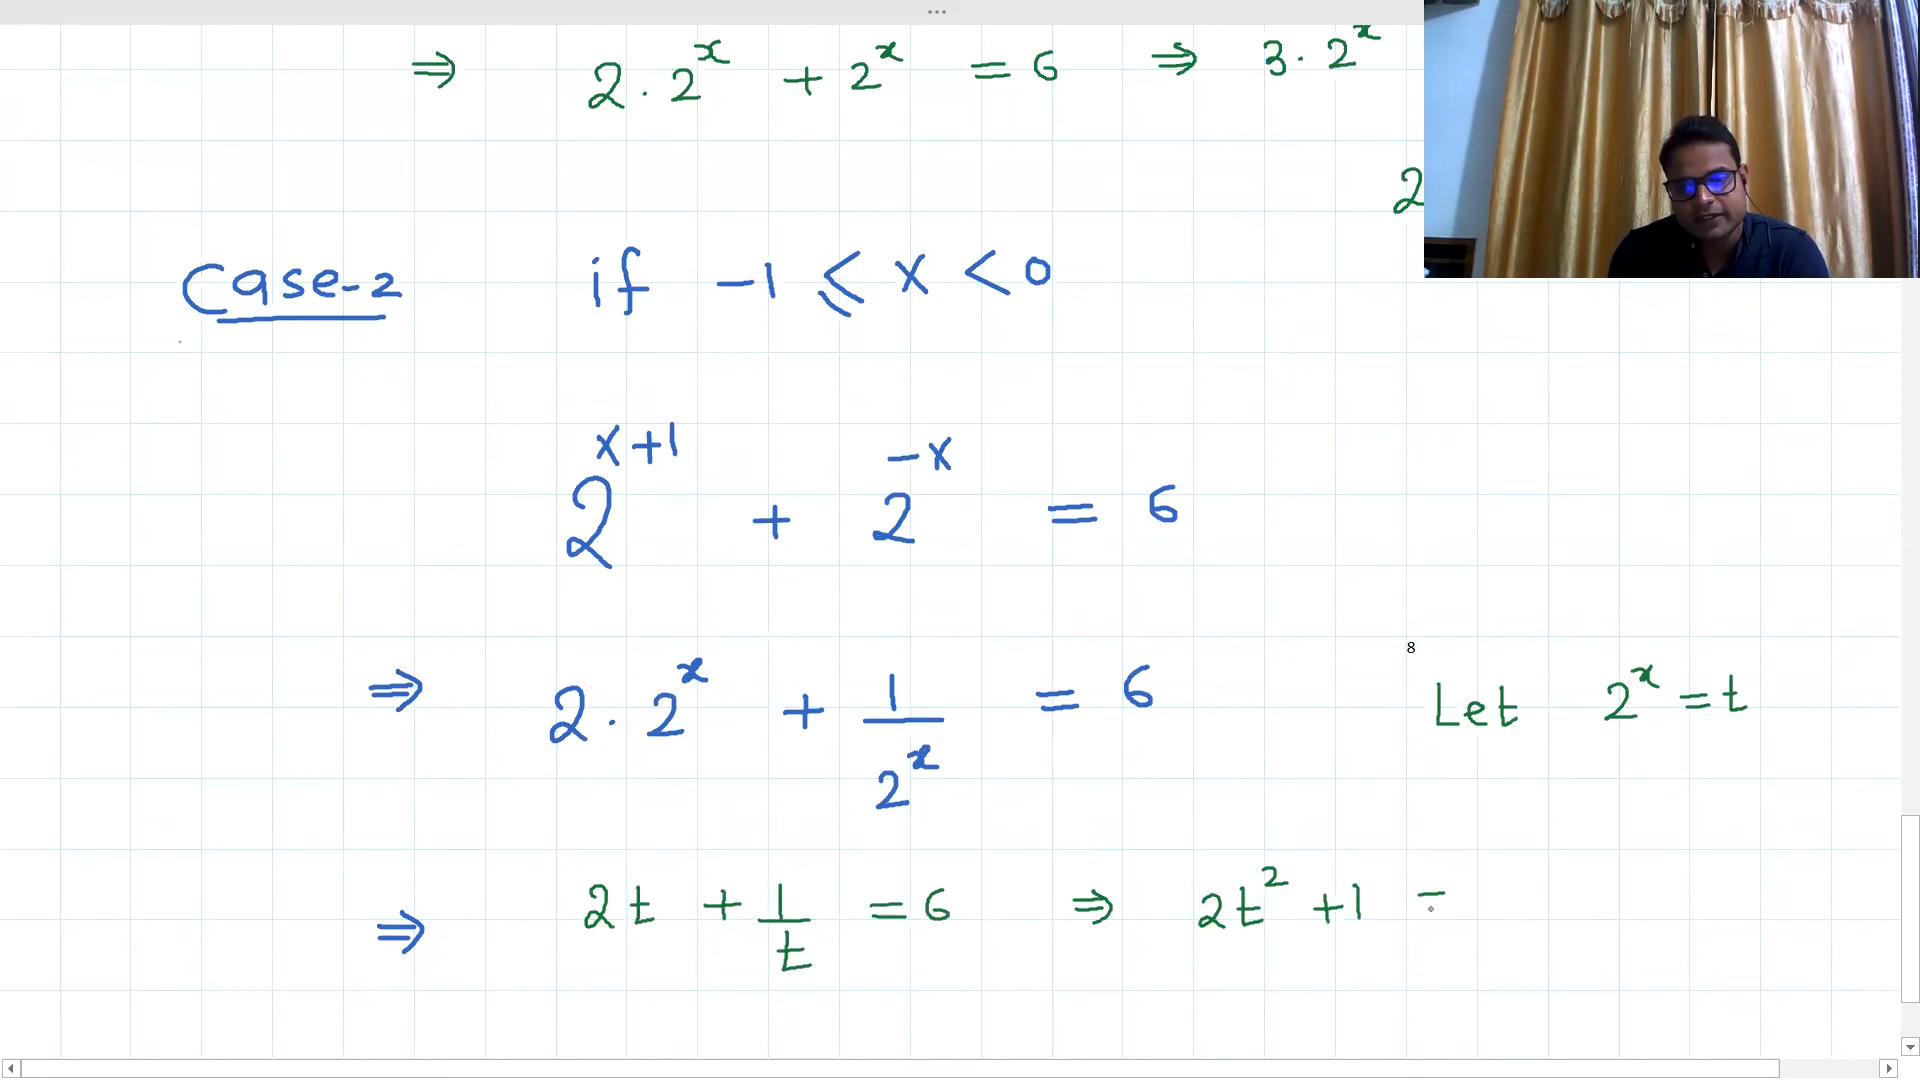 ⇒ 2 . 2^x + 2^x = 6 ⇒ 3 . 2^x
2
Case-2 if -1 ≤ x < 0
2^(x+1) + 2^(-x) = 6
8
⇒ 2 . 2^x + 1/2^x = 6 Let 2^x = t
⇒ 2t + 1/t = 6 ⇒ 2t^2 + 1 =